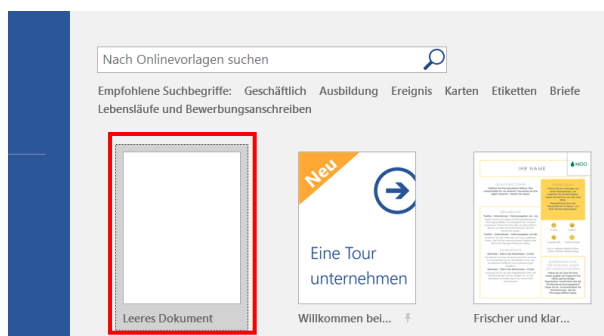 Nach Onlinevorlagen suchen
Empfohlene Suchbegriffe: Geschäftlich Ausbildung Ereignis Karten Etiketten Briefe
Lebensläufe und Bewerbungsanschreiben
Neu
Eine Tour
unternehmen
IHR NAME
MOO
Leeres Dokument
Willkommen bei...
Frischer und klar...